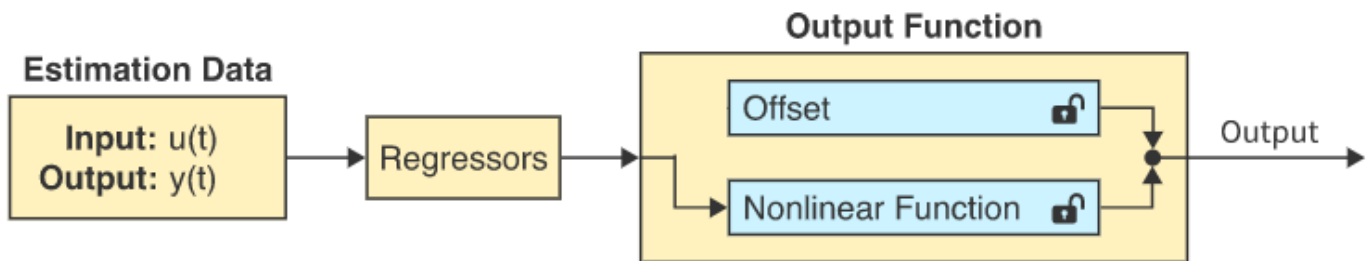 Output Function
Estimation Data
Input: u(t)
Output: y(t)
Regressors
Offset
Nonlinear Function
Output